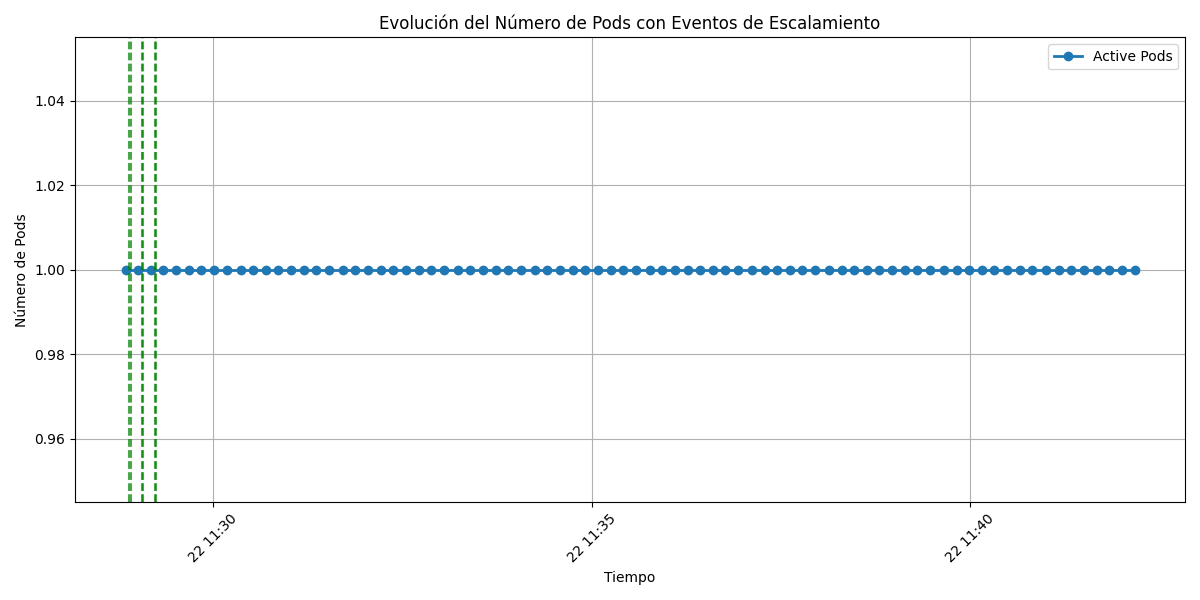 Evolución del Número de Pods con Eventos de Escalamiento
Active Pods
1.04
1.02
1.00
0.98
0.96
Número de Pods
22 11:30
22 11:35
22 11:40
Tiempo